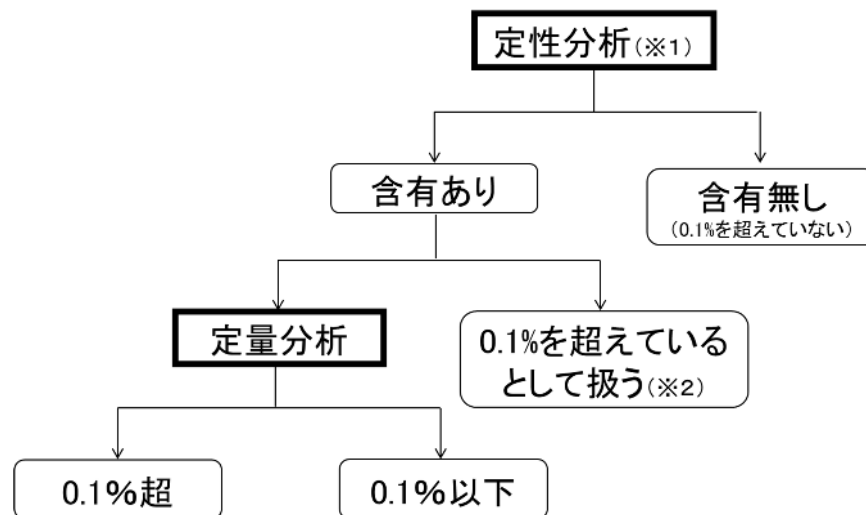 定性分析(※1)
含有あり
含有無し
(0.1%を超えていない)
定量分析
0.1%を超えている
として扱う(※2)
0.1%超
0.1%以下